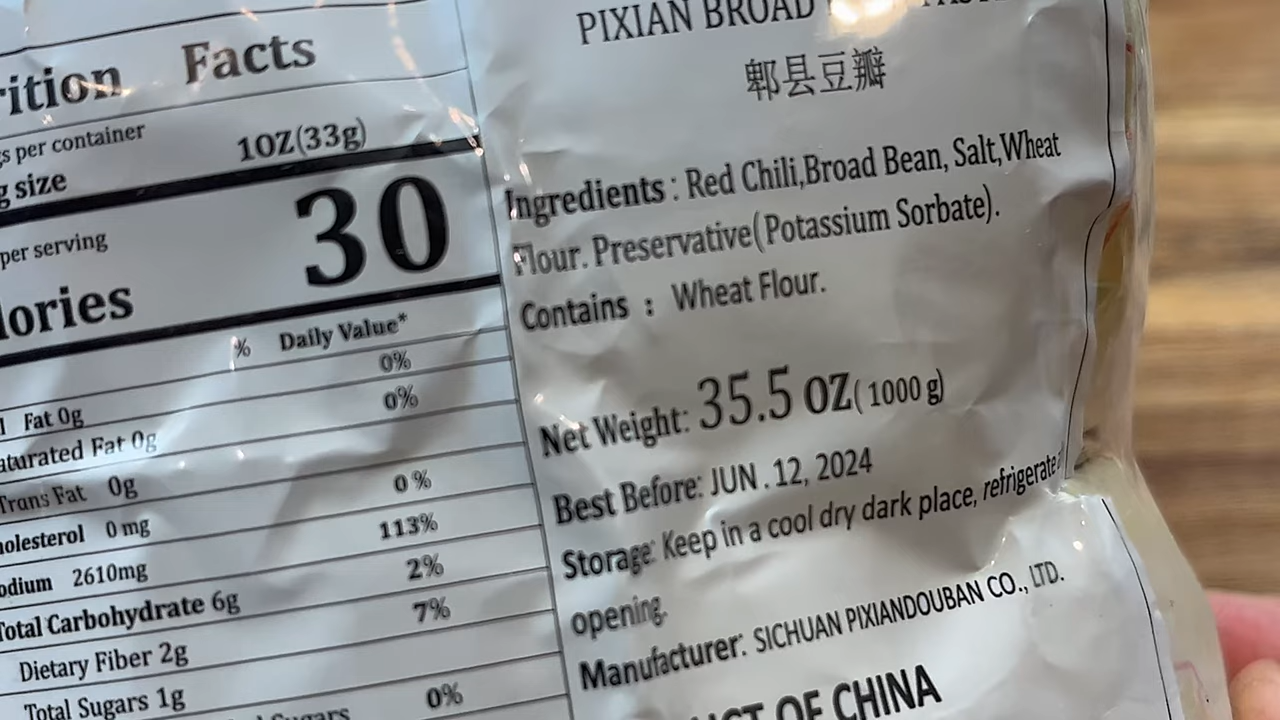 rition Facts
s per container
g size 1OZ(33g)
per serving
lories 30
% Daily Value*
l Fat 0g 0%
aturated Fat 0g 0%
Trans Fat 0g
holesterol 0 mg 0%
odium 2610mg 113%
Total Carbohydrate 6g 2%
Dietary Fiber 2g 7%
Total Sugars 1g
Sugars 0%
PIXIAN BROAD
郫县豆瓣
Ingredients : Red Chili,Broad Bean, Salt,Wheat
Flour. Preservative(Potassium Sorbate).
Contains : Wheat Flour.
Net Weight: 35.5 OZ( 1000 g)
Best Before: JUN . 12, 2024
Storage: Keep in a cool dry dark place, refrigerate
opening.
Manufacturer: SICHUAN PIXIANDOUBAN CO., LTD.
OF CHINA